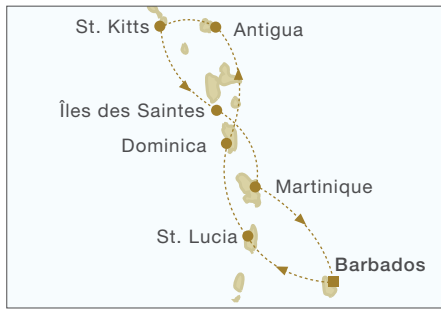 St. Kitts
Antigua
Îles des Saintes
Dominica
Martinique
St. Lucia
Barbados